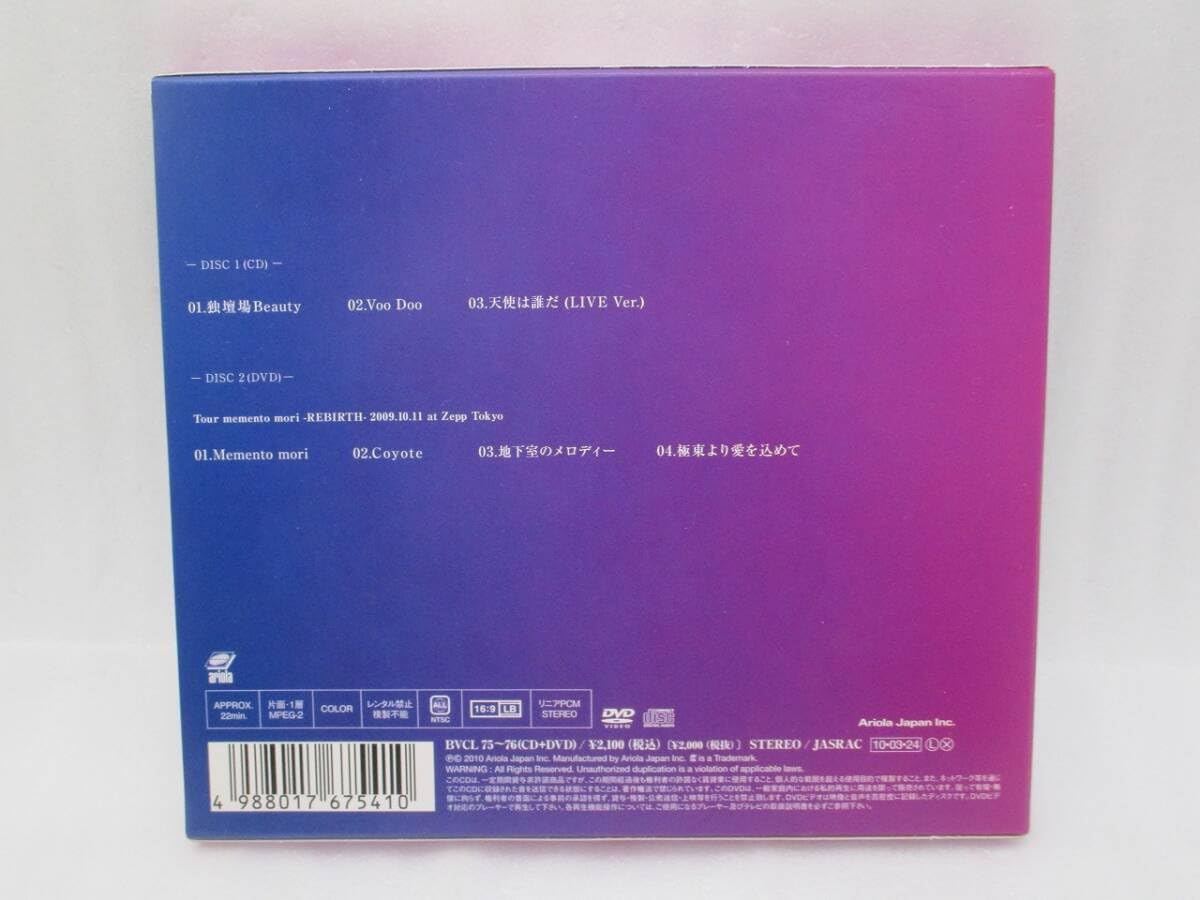 — DISC 1 (CD) —
01.独壇場Beauty 02.Voo Doo 03.天使は誰だ (LIVE Ver.)
— DISC 2 (DVD) —
Tour memento mori -REBIRTH- 2009.10.11 at Zepp Tokyo
01.Memento mori 02.Coyote 03.地下室のメロディー 04.極東より愛を込めて
ariola
APPROX. 22min. 片面・1層 MPEG-2 COLOR レンタル禁止 複製不能 ALL NTSC 16:9 LB リニアPCM STEREO DVD VIDEO DISC
Ariola Japan Inc.
BVCL 75〜76(CD+DVD) / ¥2,100 (税込) 〔¥2,000 (税抜) 〕 STEREO / JASRAC 10・03・24 Ⓛ Ⓧ
℗© 2010 Ariola Japan Inc. Manufactured by Ariola Japan Inc. is a Trademark.
WARNING : All Rights Reserved. Unauthorized duplication is a violation of applicable laws.
4 988017 675410